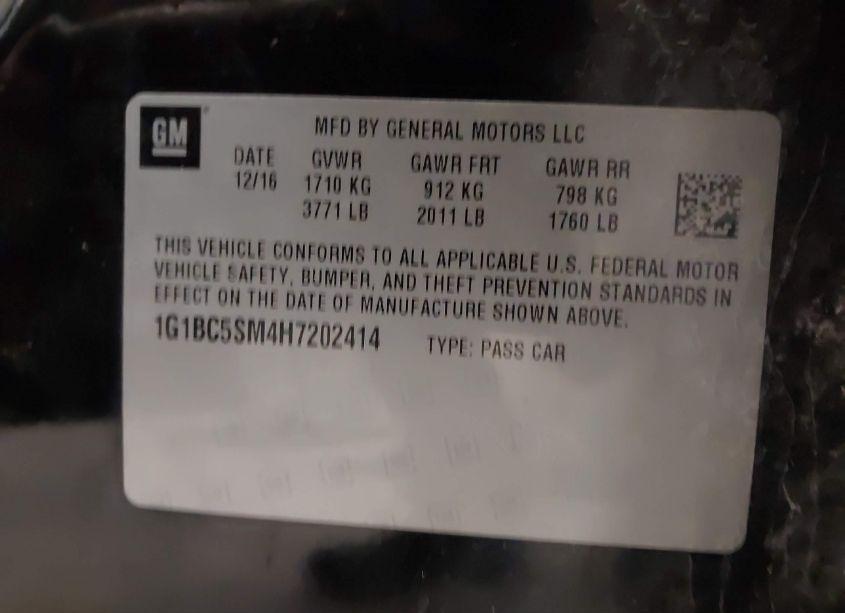 GM
MFD BY GENERAL MOTORS LLC
DATE GVWR GAWR FRT GAWR RR
12/16 1710 KG 912 KG 798 KG
3771 LB 2011 LB 1760 LB
THIS VEHICLE CONFORMS TO ALL APPLICABLE U.S. FEDERAL MOTOR
VEHICLE SAFETY, BUMPER, AND THEFT PREVENTION STANDARDS IN
EFFECT ON THE DATE OF MANUFACTURE SHOWN ABOVE.
1G1BC5SM4H7202414 TYPE: PASS CAR